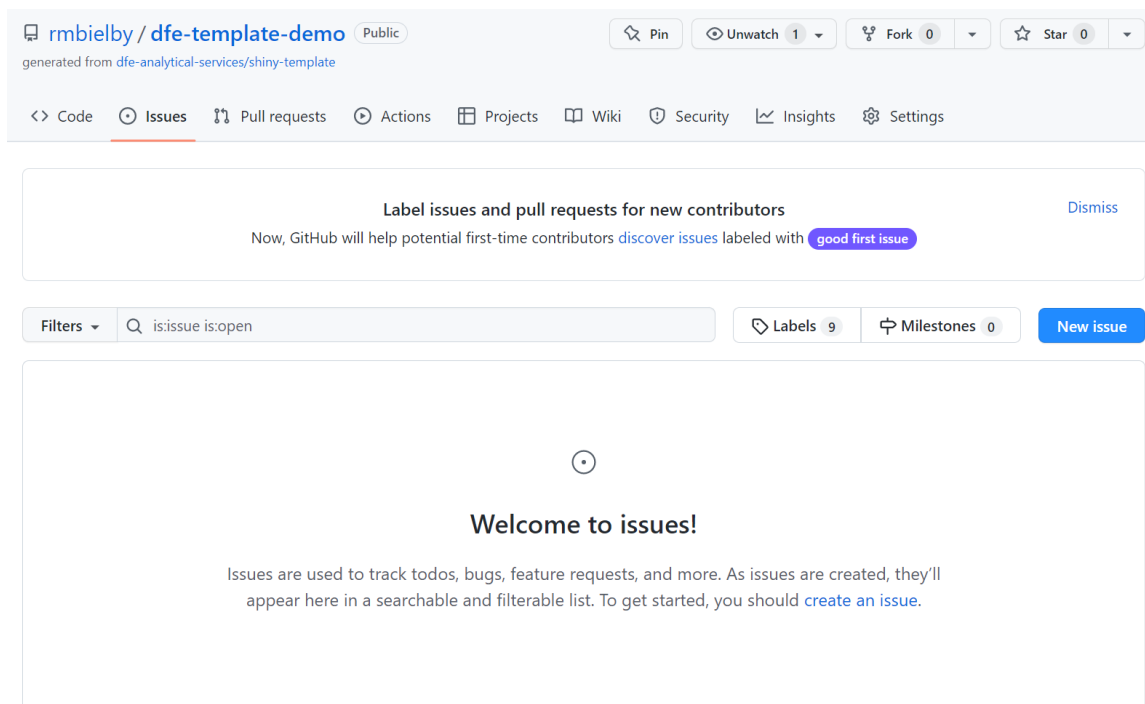 rmbielby / dfe-template-demo Public
Pin Unwatch 1 Fork 0 Star 0
generated from dfe-analytical-services/shiny-template
Code Issues Pull requests Actions Projects Wiki Security Insights Settings
Label issues and pull requests for new contributors
Dismiss
Now, GitHub will help potential first-time contributors discover issues labeled with good first issue
Filters is:issue is:open Labels 9 Milestones 0 New issue
Welcome to issues!
Issues are used to track todos, bugs, feature requests, and more. As issues are created, they’ll
appear here in a searchable and filterable list. To get started, you should create an issue.